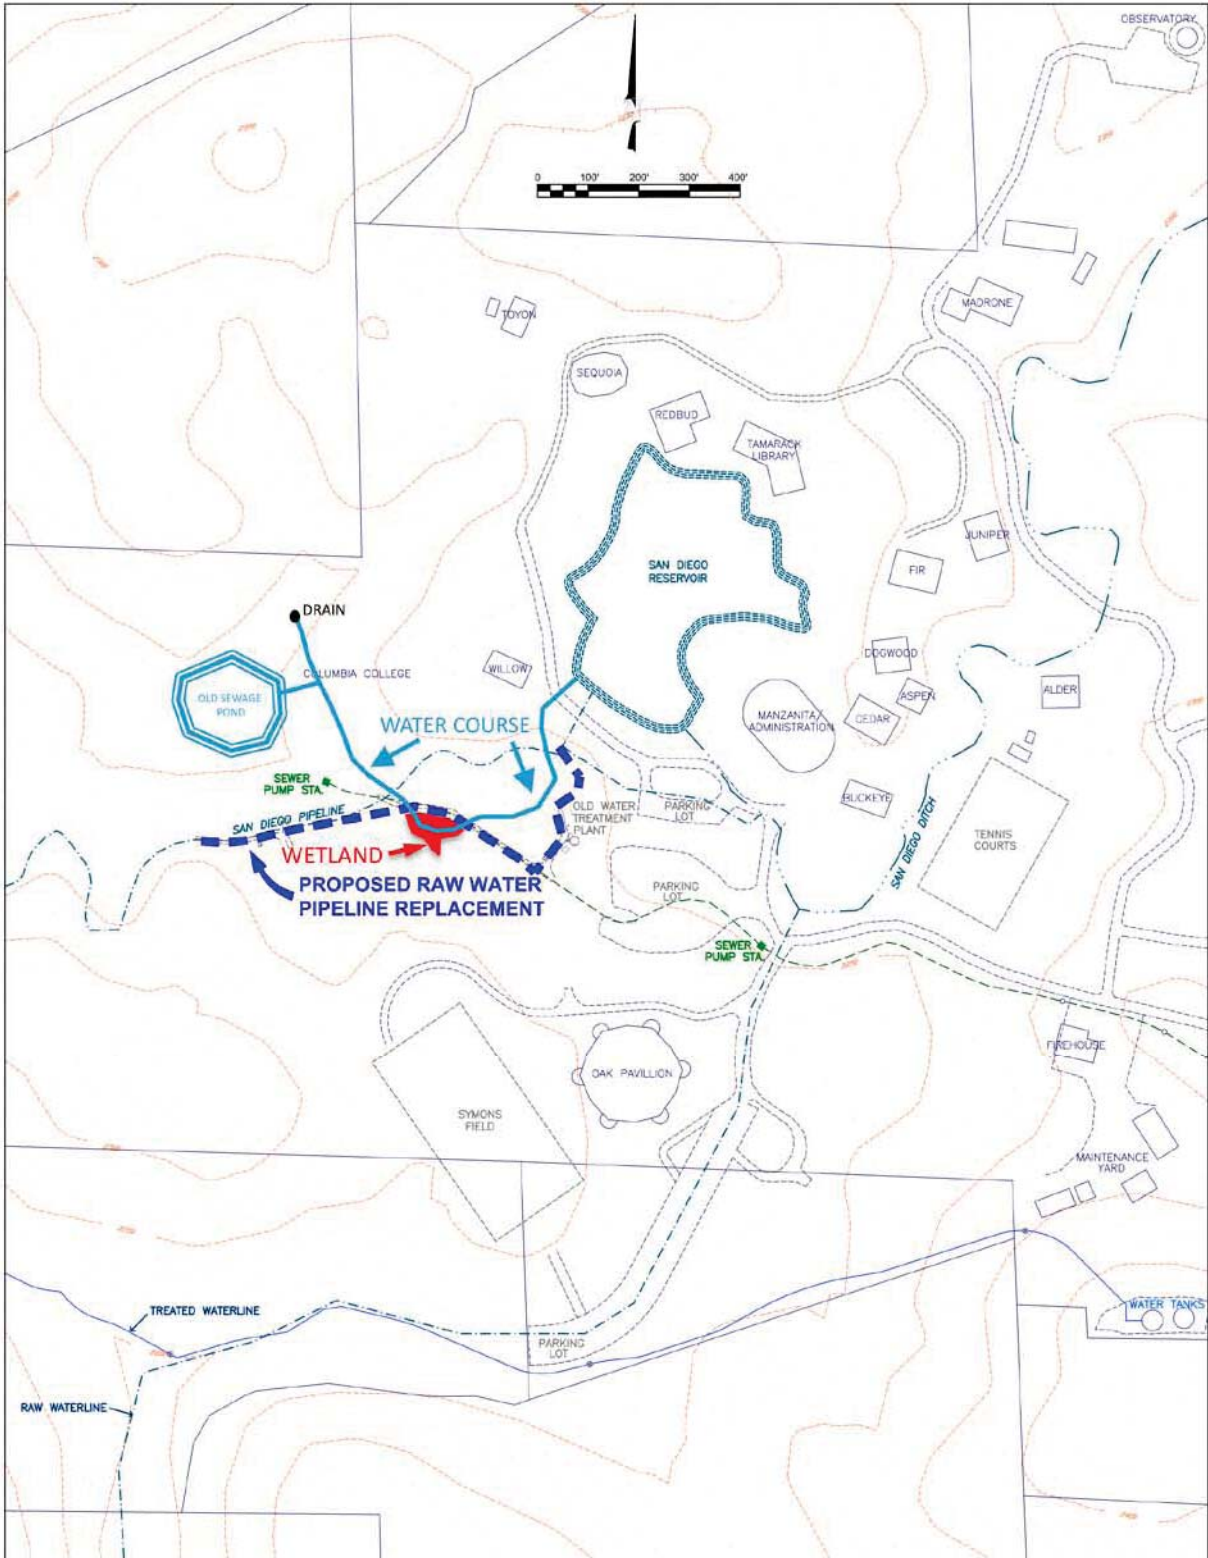 OBSERVATORY
0 100' 200' 300' 400'
MADRONE
TOYON
SEQUOIA
REDBUD
TAMARACK
LIBRARY
JUNIPER
SAN DIEGO
RESERVOIR
FIR
DRAIN
DOGWOOD
WILLOW
COLUMBIA COLLEGE
OLD SEWAGE
POND
ASPEN
ALDER
MANZANITA/
ADMINISTRATION
CEDAR
WATER COURSE
SEWER
PUMP STA.
BUCKEYE
OLD WATER
TREATMENT
PLANT
PARKING
LOT
SAN DIEGO PIPELINE
SAN DIEGO DITCH
TENNIS
COURTS
WETLAND
PROPOSED RAW WATER
PIPELINE REPLACEMENT
PARKING
LOT
SEWER
PUMP STA.
FIREHOUSE
OAK PAVILLION
SYMONS
FIELD
MAINTENANCE
YARD
TREATED WATERLINE
WATER TANKS
PARKING
LOT
RAW WATERLINE